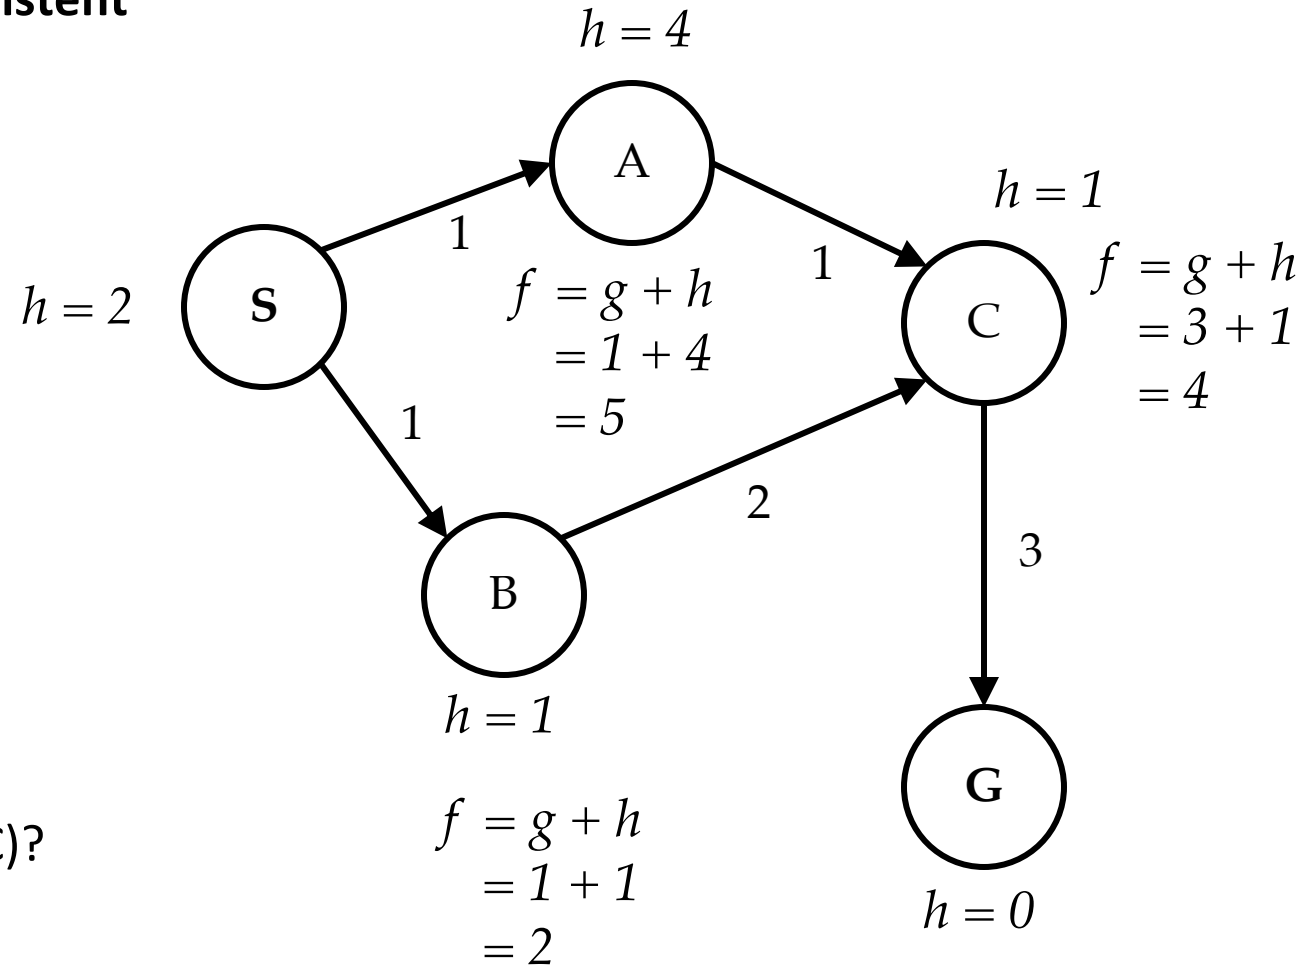 h = 4
A
h = 1
1
f = g + h
= 3 + 1
= 4
S
h = 2
f = g + h
= 1 + 4
= 5
1
C
1
2
3
B
h = 1
G
f = g + h
= 1 + 1
= 2
)?
h = 0